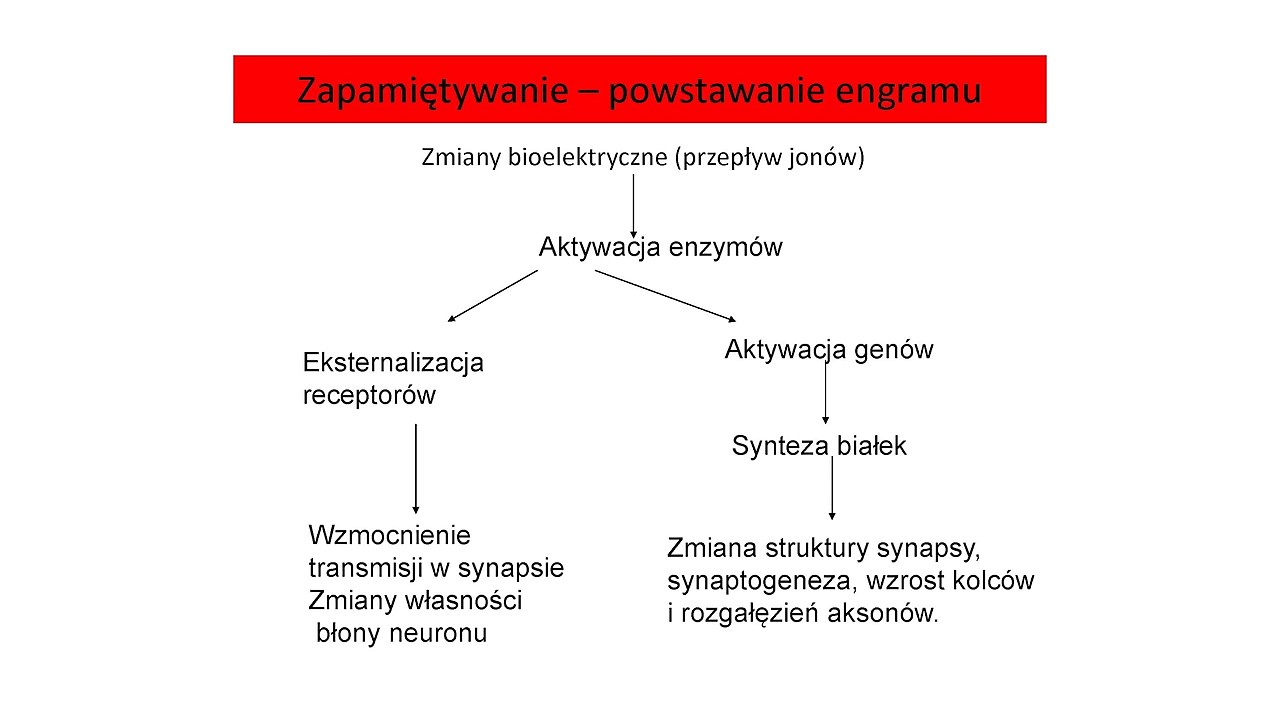 Zapamiętywanie – powstawanie engramu
Zmiany bioelektryczne (przepływ jonów)
Aktywacja enzymów
Eksternalizacja
receptorów
Wzmocnienie
transmisji w synapsie
Zmiany własności
błony neuronu
Aktywacja genów
Synteza białek
Zmiana struktury synapsy,
synaptogeneza, wzrost kolców
i rozgałęzień aksonów.